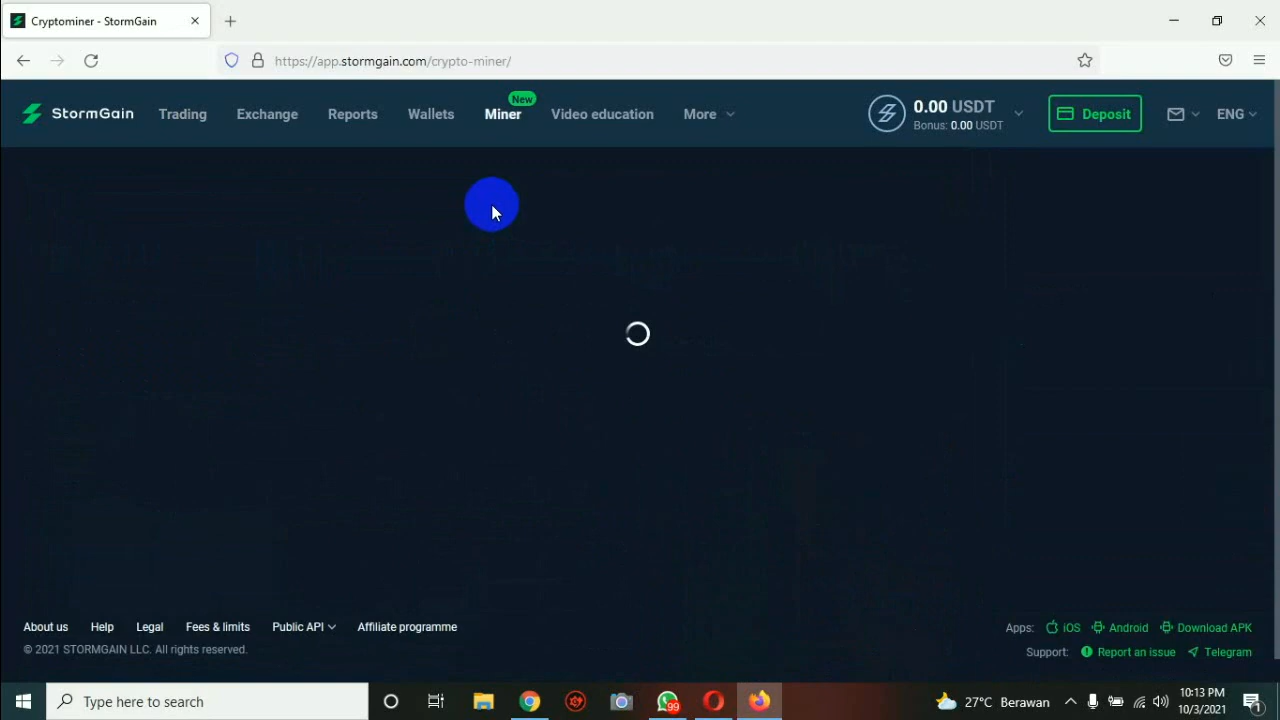 Cryptominer - StormGain
https://app.stormgain.com/crypto-miner/
StormGain
Trading
Exchange
Reports
Wallets
Miner
New
Video education
More
0.00 USDT
Bonus: 0.00 USDT
Deposit
ENG
About us
Help
Legal
Fees & limits
Public API
Affiliate programme
© 2021 STORMGAIN LLC. All rights reserved.
Apps:
iOS
Android
Download APK
Support:
Report an issue
Telegram
Type here to search
99
27°C Berawan
10:13 PM
10/3/2021
1